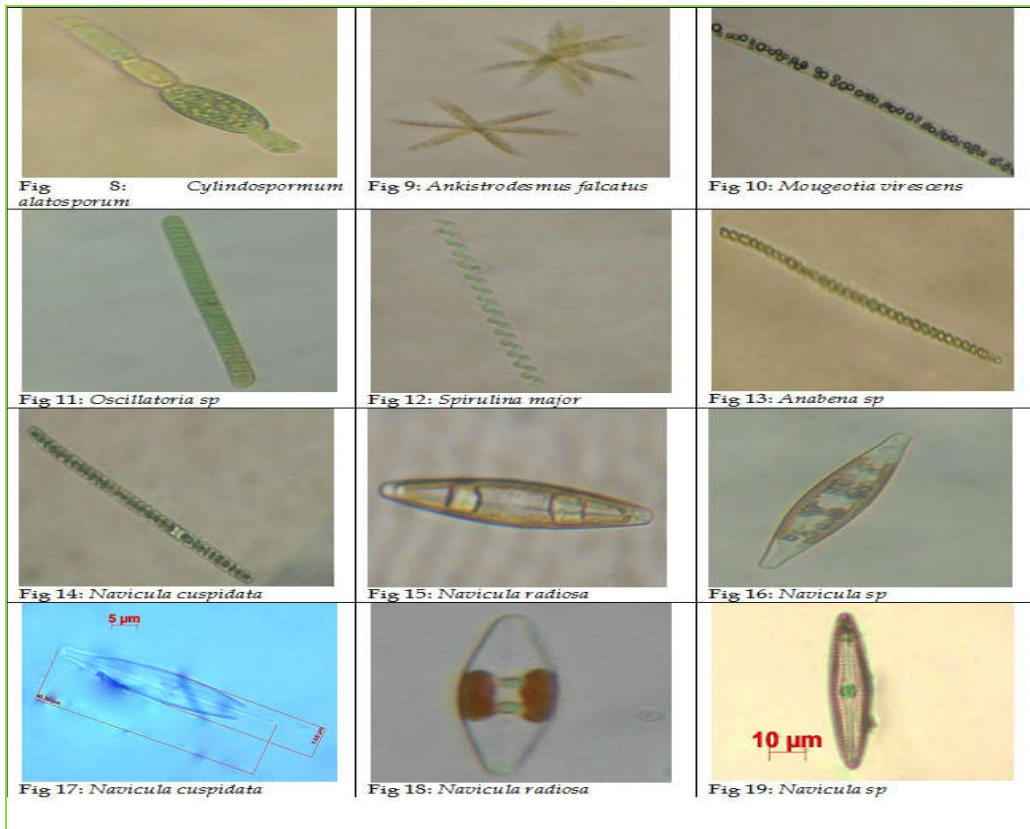 Fig 8: Cylindospormum
alatosporum
Fig 9: Ankistrodesmus falcatus
Fig 10: Mougeotia virescens
Fig 11: Oscillatoria sp
Fig 12: Spirulina major
Fig 13: Anabena sp
Fig 14: Navicula cuspidata
Fig 15: Navicula radiosa
Fig 16: Navicula sp
5 µm
Fig 17: Navicula cuspidata
Fig 18: Navicula radiosa
10 µm
Fig 19: Navicula sp